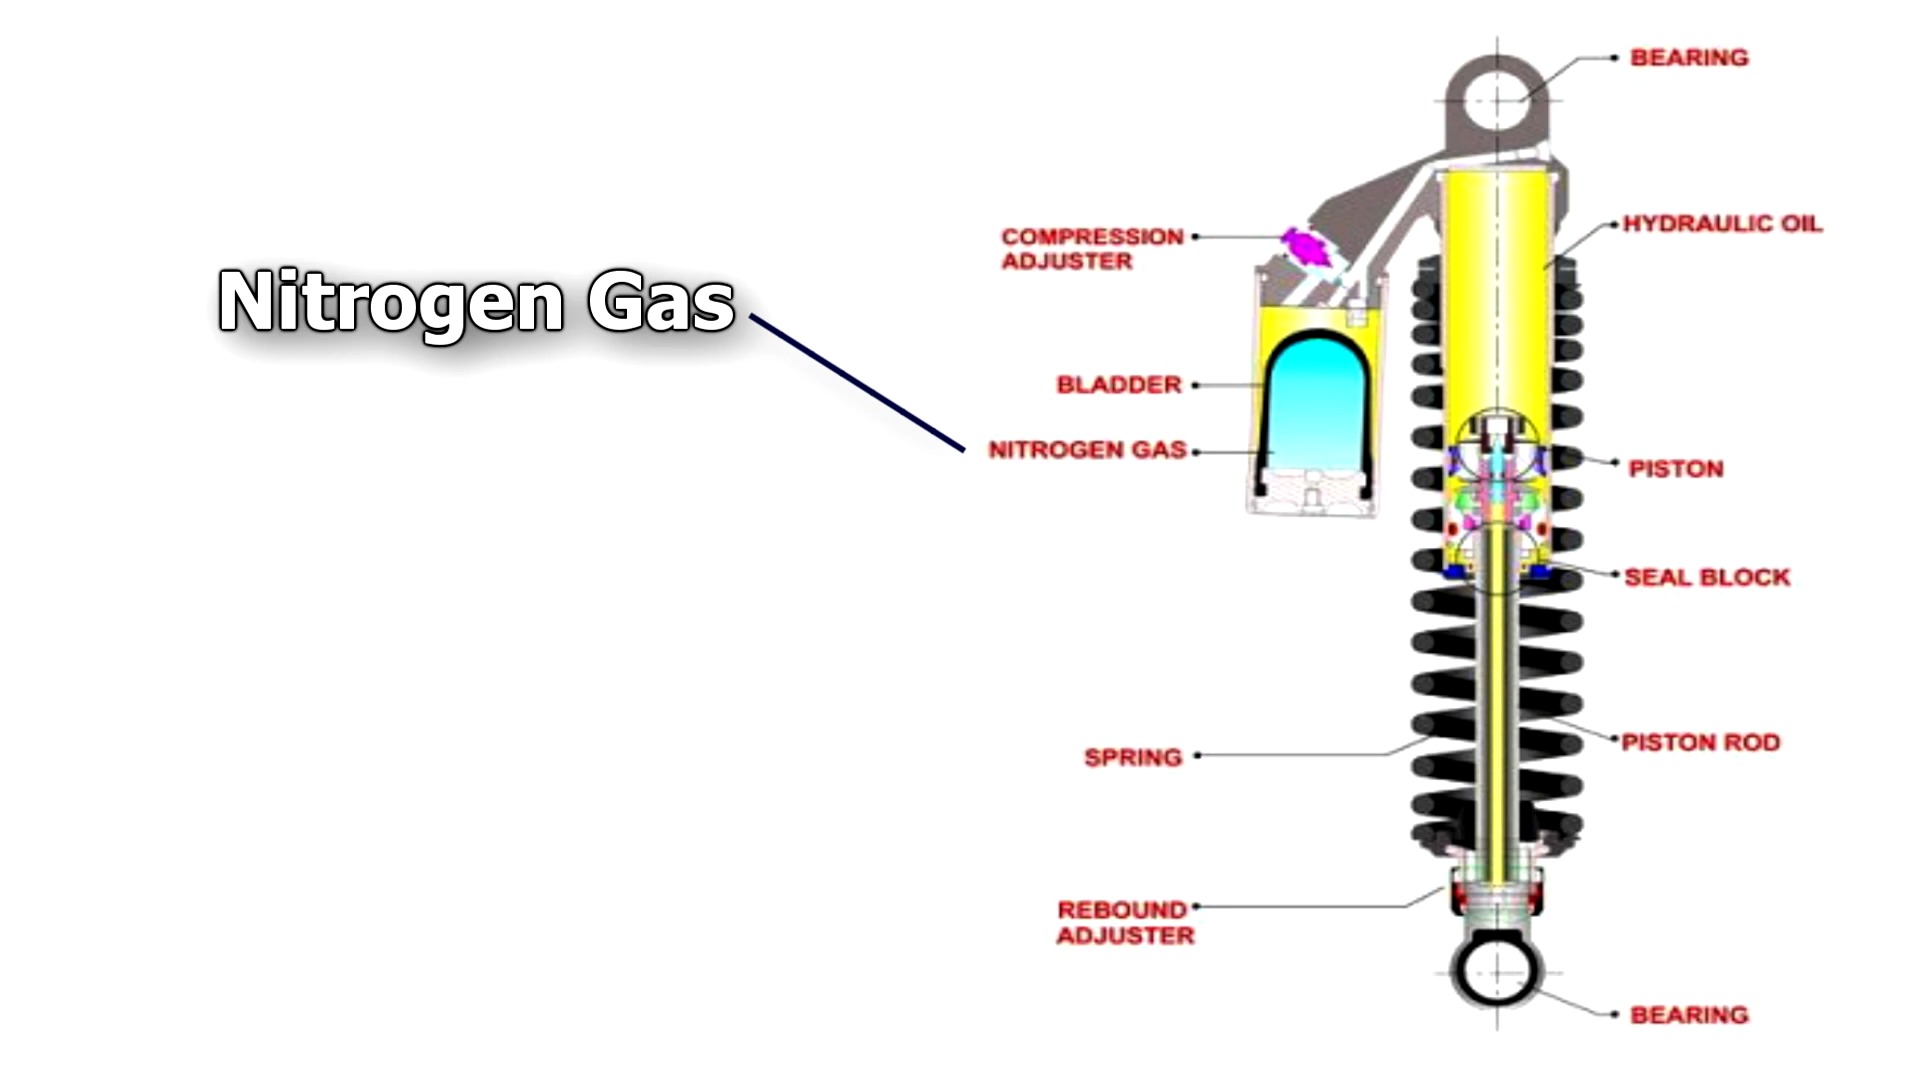 Nitrogen Gas
BEARING
HYDRAULIC OIL
COMPRESSION
ADJUSTER
BLADDER
NITROGEN GAS
PISTON
SEAL BLOCK
PISTON ROD
SPRING
REBOUND
ADJUSTER
BEARING